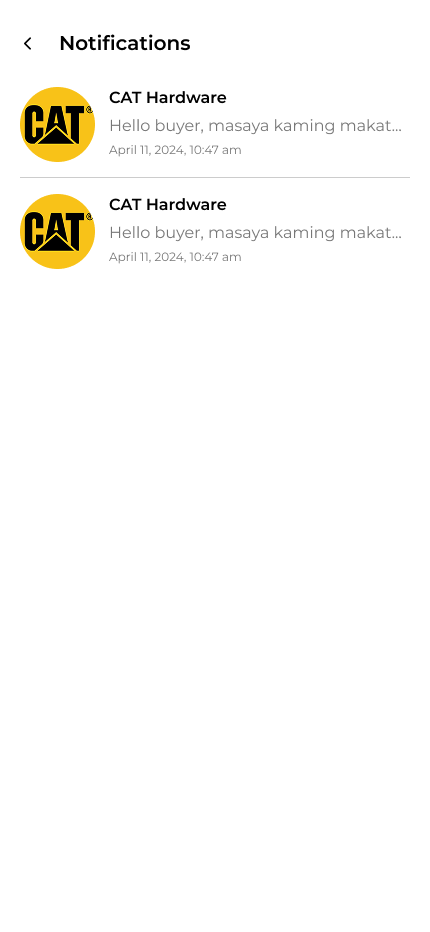 Notifications
CAT Hardware
CAT®
Hello buyer, masaya kaming makat...
April 11, 2024, 10:47 am
CAT Hardware
CAT®
Hello buyer, masaya kaming makat...
April 11, 2024, 10:47 am